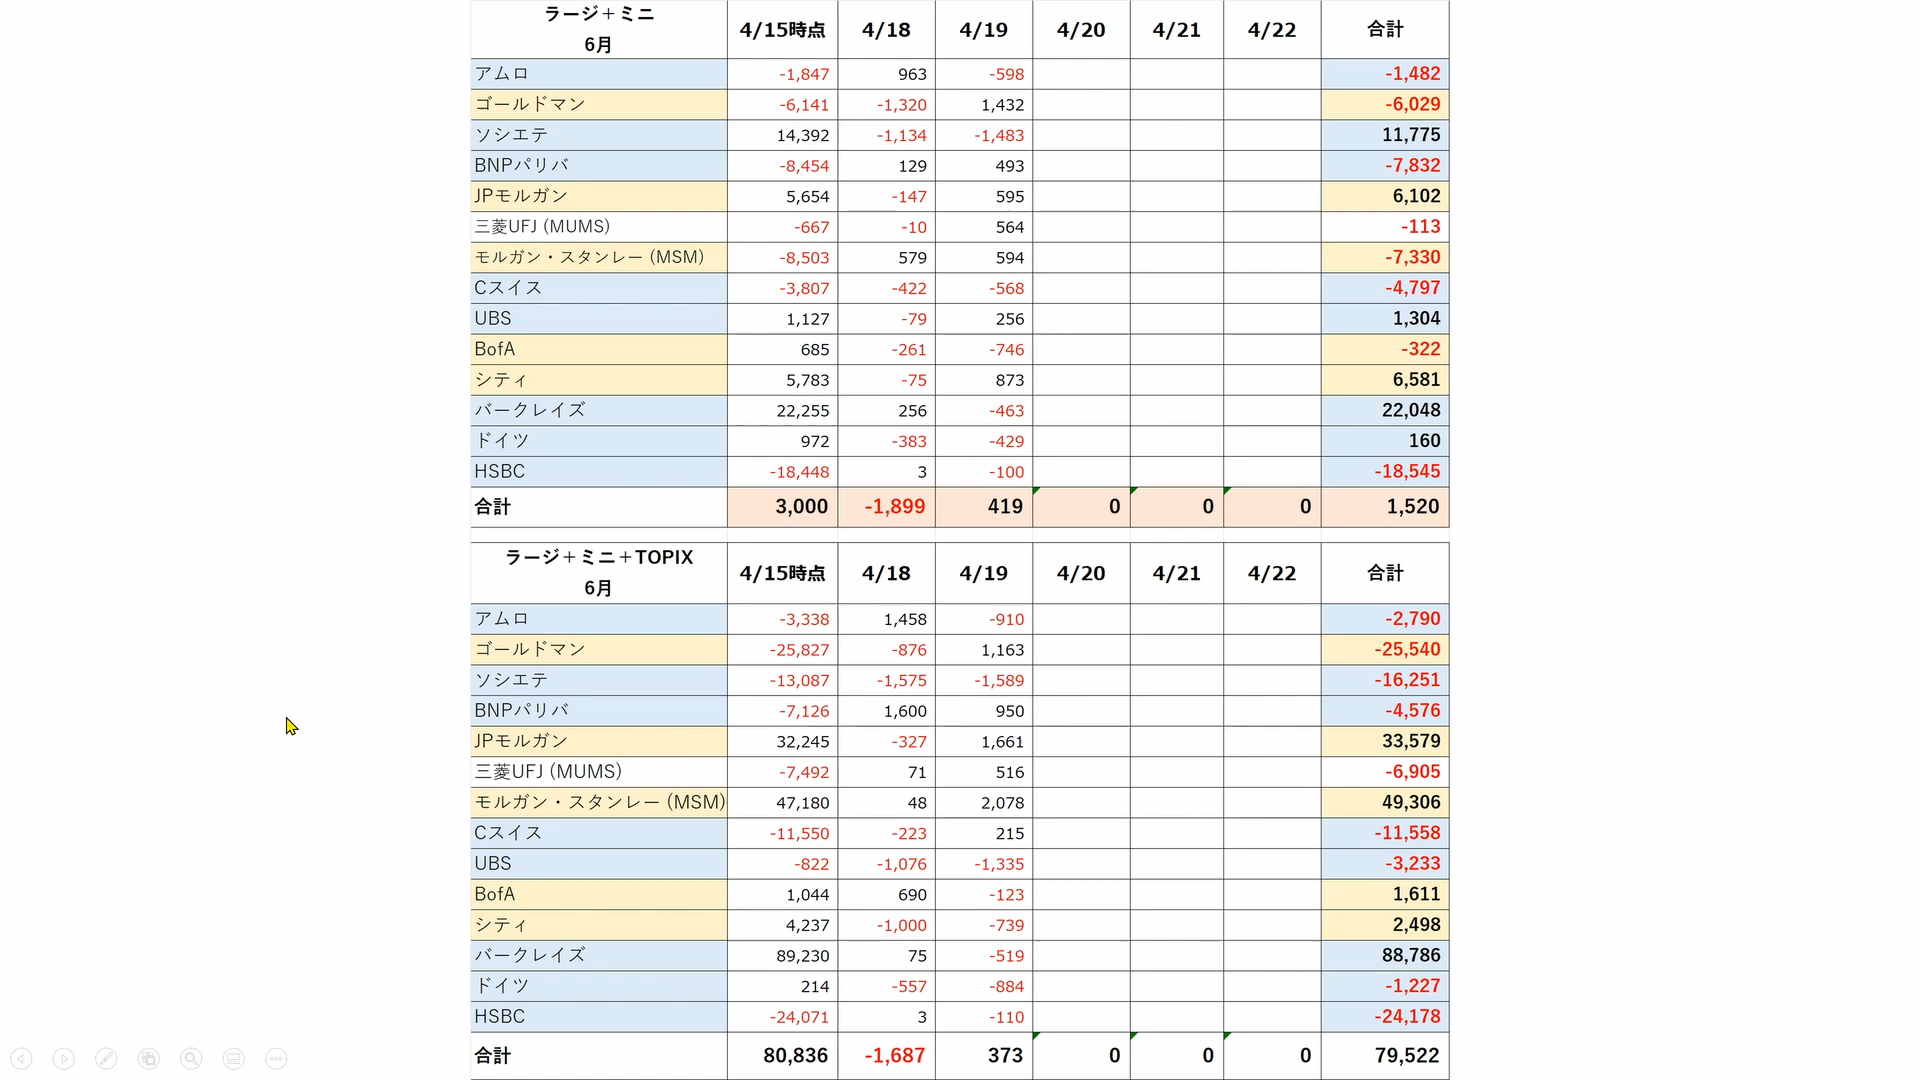 ラージ＋ミニ
6月 4/15時点 4/18 4/19 4/20 4/21 4/22 合計
アムロ -1,847 963 -598 -1,482
ゴールドマン -6,141 -1,320 1,432 -6,029
ソシエテ 14,392 -1,134 -1,483 11,775
BNPパリバ -8,454 129 493 -7,832
JPモルガン 5,654 -147 595 6,102
三菱UFJ (MUMS) -667 -10 564 -113
モルガン・スタンレー (MSM) -8,503 579 594 -7,330
Cスイス -3,807 -422 -568 -4,797
UBS 1,127 -79 256 1,304
BofA 685 -261 -746 -322
シティ 5,783 -75 873 6,581
バークレイズ 22,255 256 -463 22,048
ドイツ 972 -383 -429 160
HSBC -18,448 3 -100 -18,545
合計 3,000 -1,899 419 0 0 0 1,520
ラージ＋ミニ＋TOPIX
6月 4/15時点 4/18 4/19 4/20 4/21 4/22 合計
アムロ -3,338 1,458 -910 -2,790
ゴールドマン -25,827 -876 1,163 -25,540
ソシエテ -13,087 -1,575 -1,589 -16,251
BNPパリバ -7,126 1,600 950 -4,576
JPモルガン 32,245 -327 1,661 33,579
三菱UFJ (MUMS) -7,492 71 516 -6,905
モルガン・スタンレー (MSM) 47,180 48 2,078 49,306
Cスイス -11,550 -223 215 -11,558
UBS -822 -1,076 -1,335 -3,233
BofA 1,044 690 -123 1,611
シティ 4,237 -1,000 -739 2,498
バークレイズ 89,230 75 -519 88,786
ドイツ 214 -557 -884 -1,227
HSBC -24,071 3 -110 -24,178
合計 80,836 -1,687 373 0 0 0 79,522